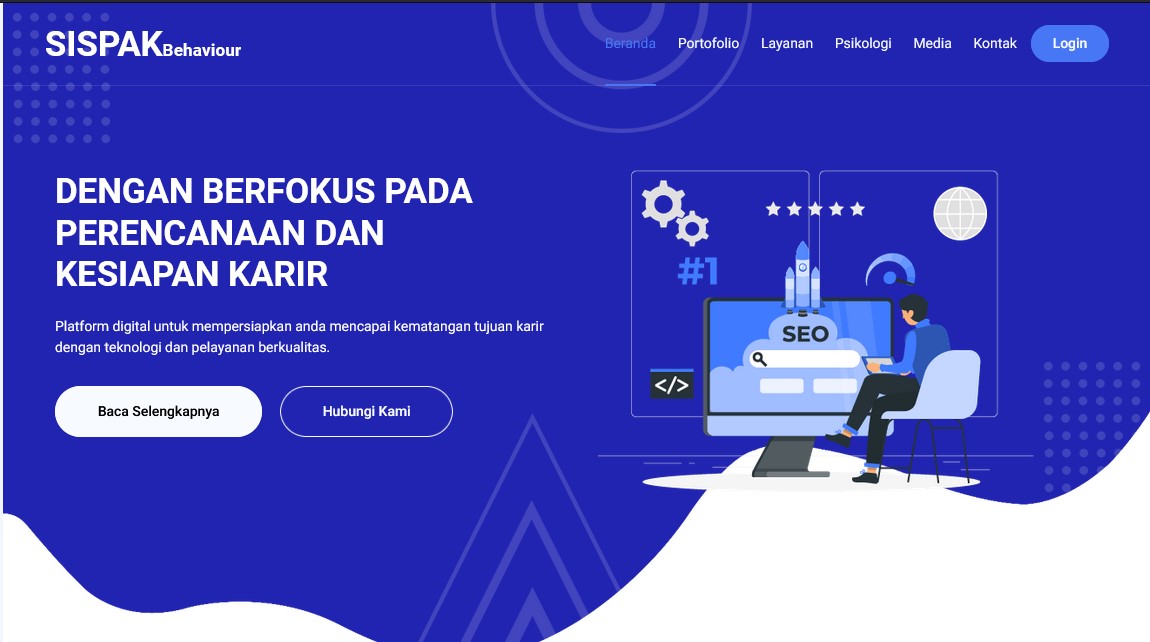 SISPAKBehaviour
Beranda Portofolio Layanan Psikologi Media Kontak Login
DENGAN BERFOKUS PADA
PERENCANAAN DAN
KESIAPAN KARIR
Platform digital untuk mempersiapkan anda mencapai kematangan tujuan karir
dengan teknologi dan pelayanan berkualitas.
Baca Selengkapnya Hubungi Kami
#1
SEO
</>